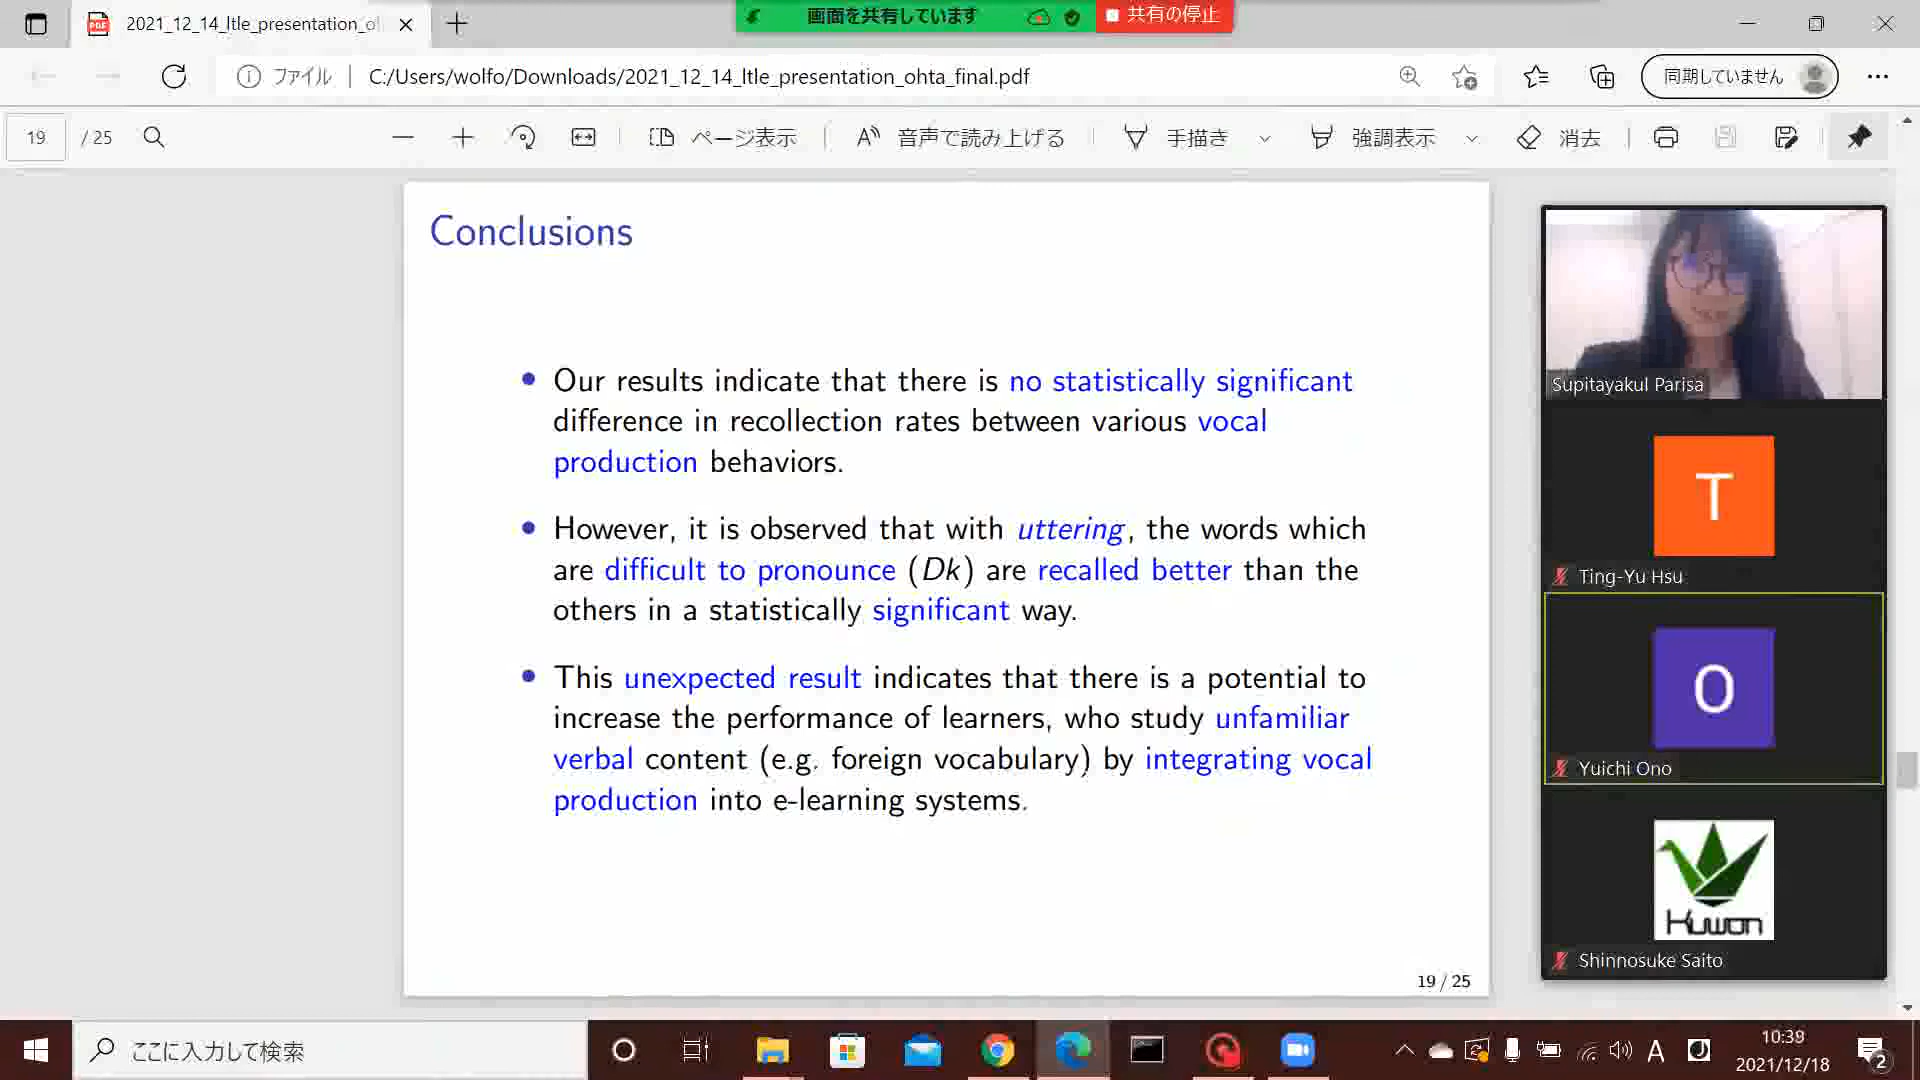 2021_12_14_ltle_presentation_o
画面を共有しています
共有の停止
ファイル
C:/Users/wolfo/Downloads/2021_12_14_ltle_presentation_ohta_final.pdf
同期していません
19 / 25
ページ表示
音声で読み上げる
手描き
強調表示
消去
Conclusions
Our results indicate that there is no statistically significant
difference in recollection rates between various vocal
production behaviors.
However, it is observed that with uttering, the words which
are difficult to pronounce (Dk) are recalled better than the
others in a statistically significant way.
This unexpected result indicates that there is a potential to
increase the performance of learners, who study unfamiliar
verbal content (e.g. foreign vocabulary) by integrating vocal
production into e-learning systems.
19 / 25
Supitayakul Parisa
T
Ting-Yu Hsu
O
Yuichi Ono
Kuwon
Shinnosuke Saito
ここに入力して検索
A
10:39
2021/12/18
2